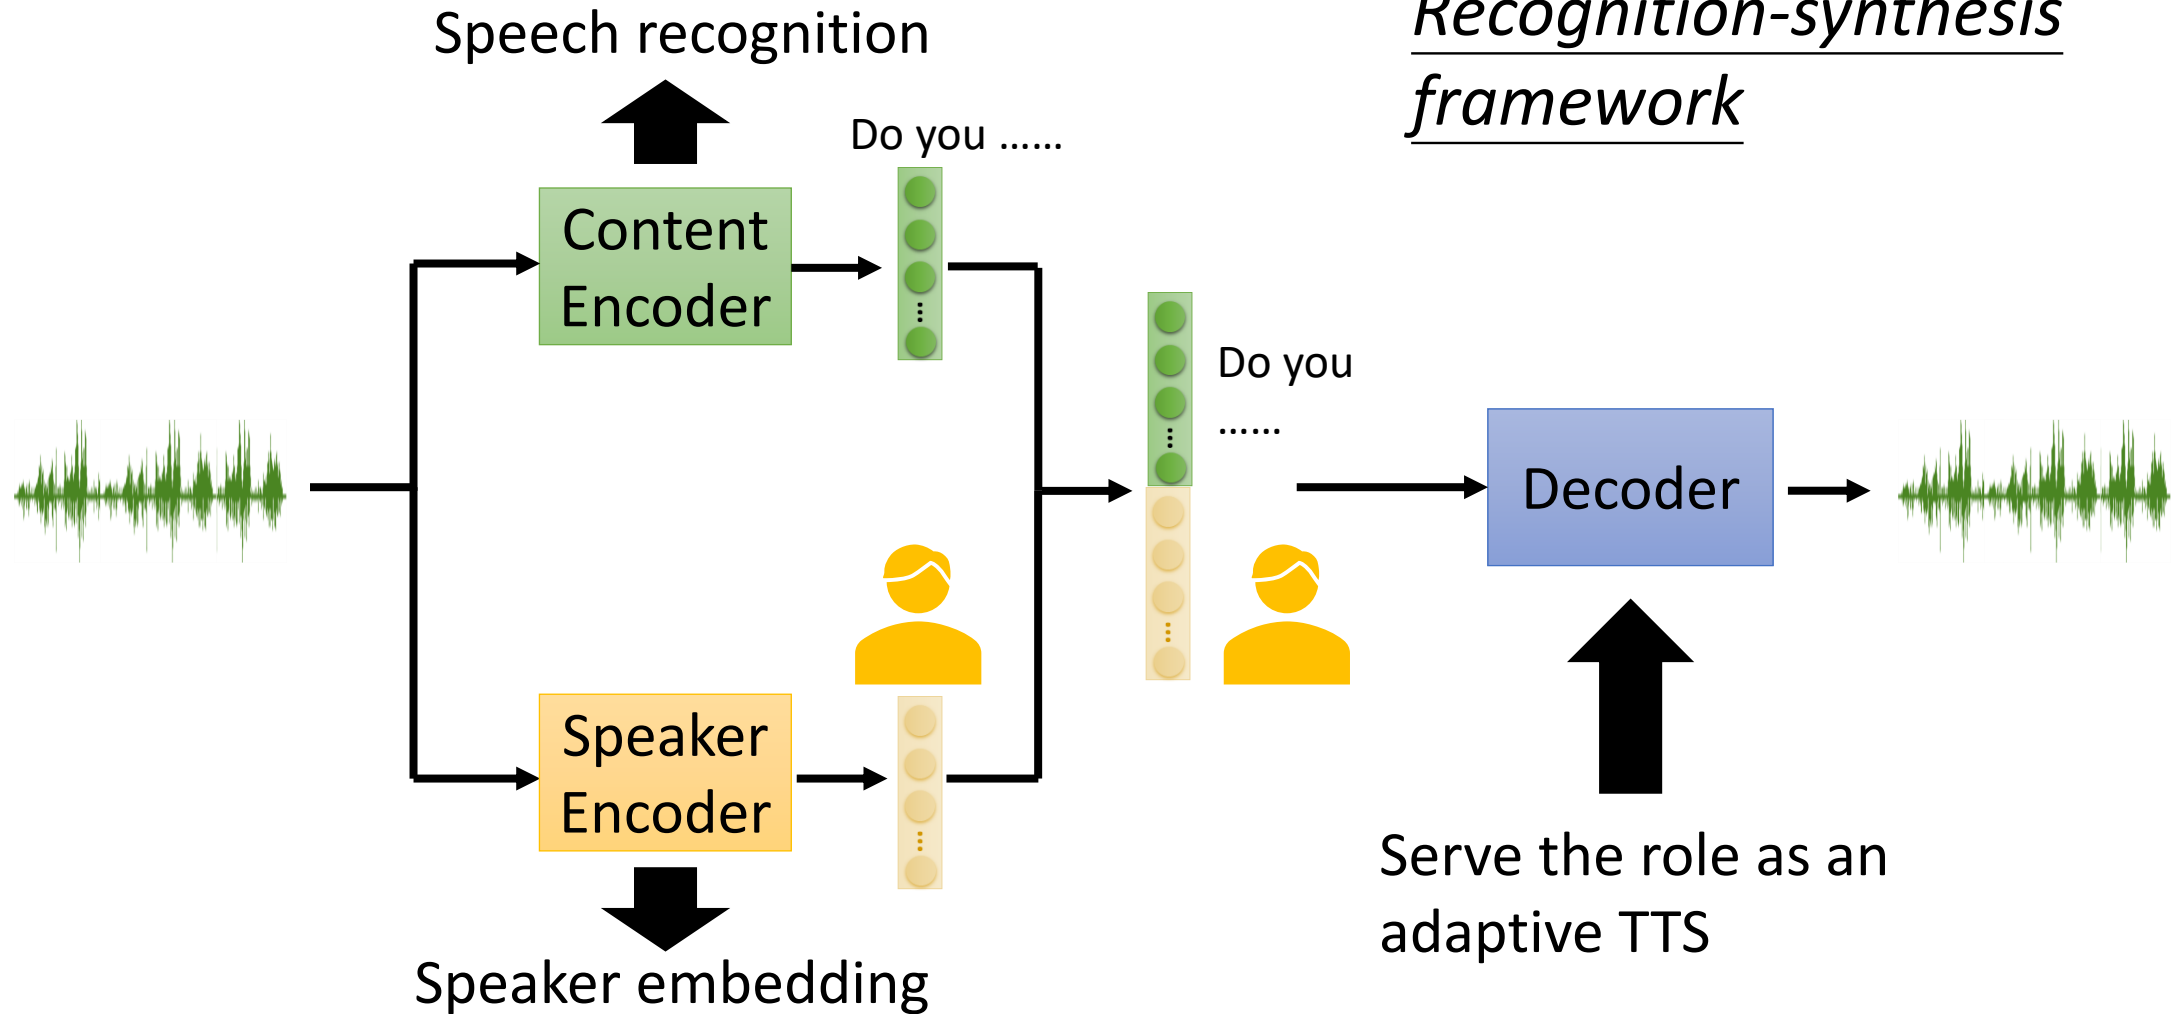 Speech recognition
Recognition-synthesis
framework
Do you ......
Content
Encoder
Do you
......
Decoder
Speaker
Encoder
Serve the role as an
adaptive TTS
Speaker embedding